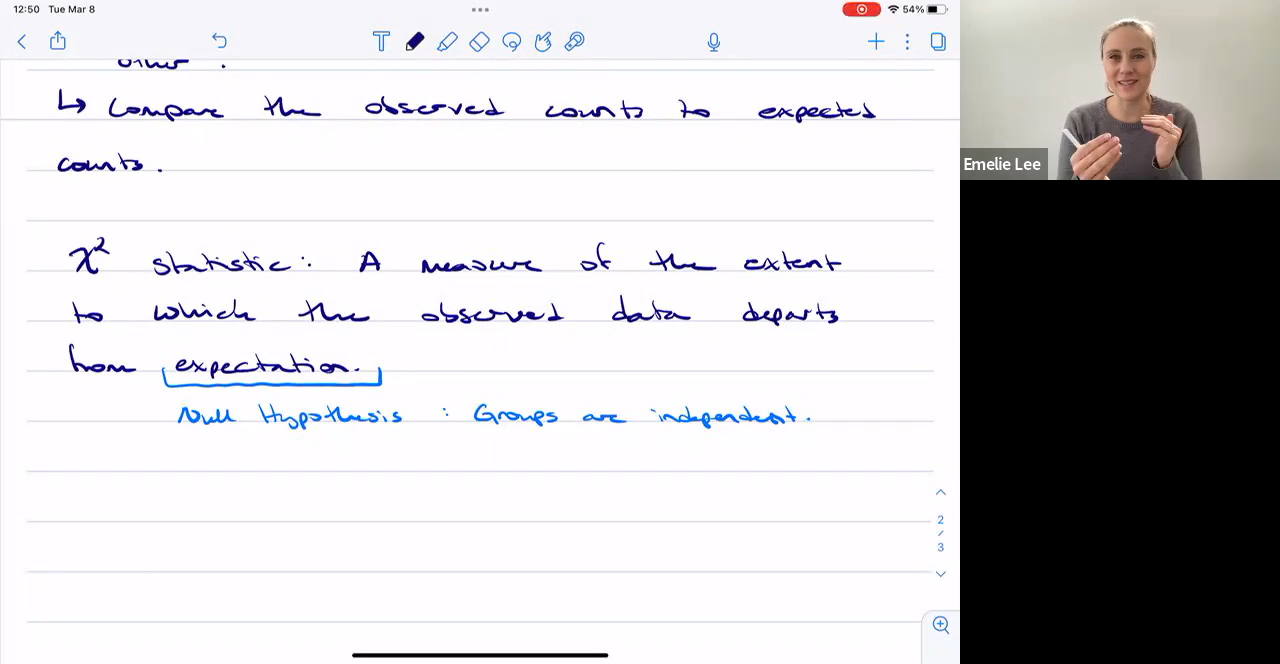 12:50 Tue Mar 8
54%
other .
↳ Compare the observed counts to expected
counts .
Emelie Lee
χ² statistic : A measure of the extent
to which the observed data departs
from expectation.
Null Hypothesis : Groups are independent.
2
/
3